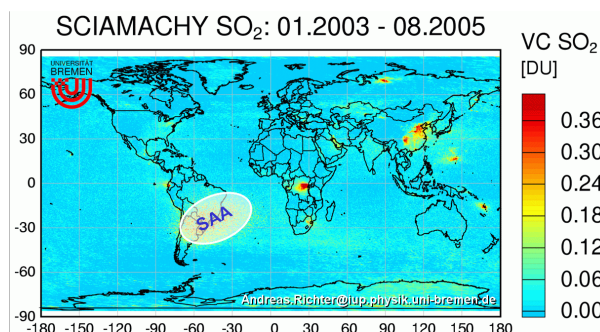 SCIAMACHY SO₂: 01.2003 - 08.2005
VC SO₂
[DU]
UNIVERSITÄT
BREMEN
90
60
30
0
-30
-60
-90
SAA
Andreas.Richter@iup.physik.uni-bremen.de
-180 -150 -120 -90 -60 -30 0 30 60 90 120 150 180
0.36
0.30
0.24
0.18
0.12
0.06
0.00